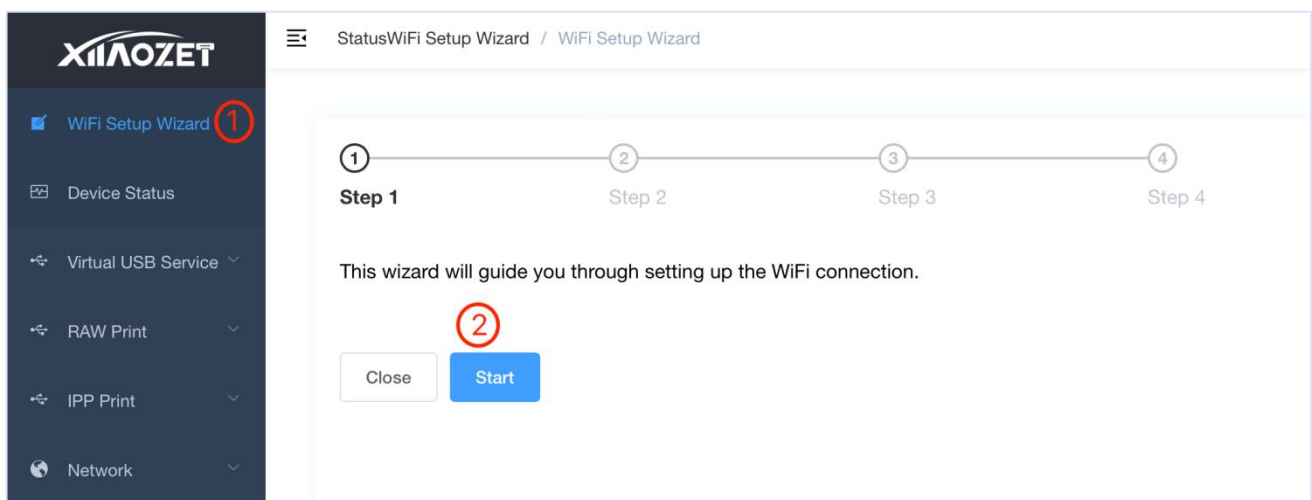 XIIAOZET
StatusWiFi Setup Wizard / WiFi Setup Wizard
WiFi Setup Wizard 1
Device Status
Virtual USB Service
RAW Print
IPP Print
Network
1 2 3 4
Step 1 Step 2 Step 3 Step 4
This wizard will guide you through setting up the WiFi connection.
2
Close Start